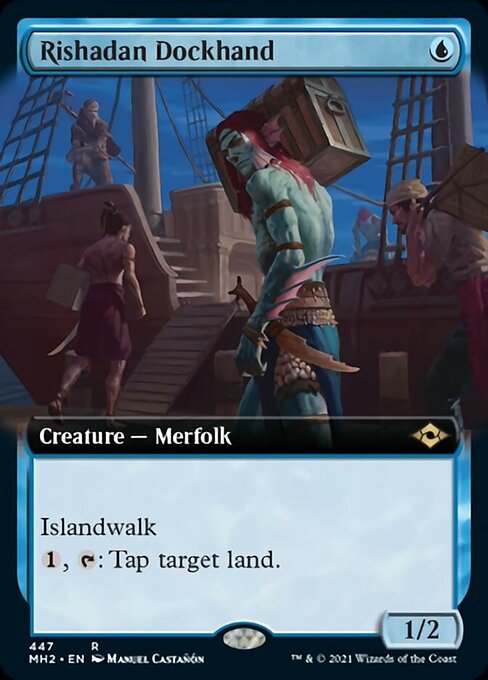 Rishadan Dockhand
Creature — Merfolk
Islandwalk
1, : Tap target land.
1/2
447 R
MH2 • EN Manuel Castañón
™ & © 2021 Wizards of the Coast